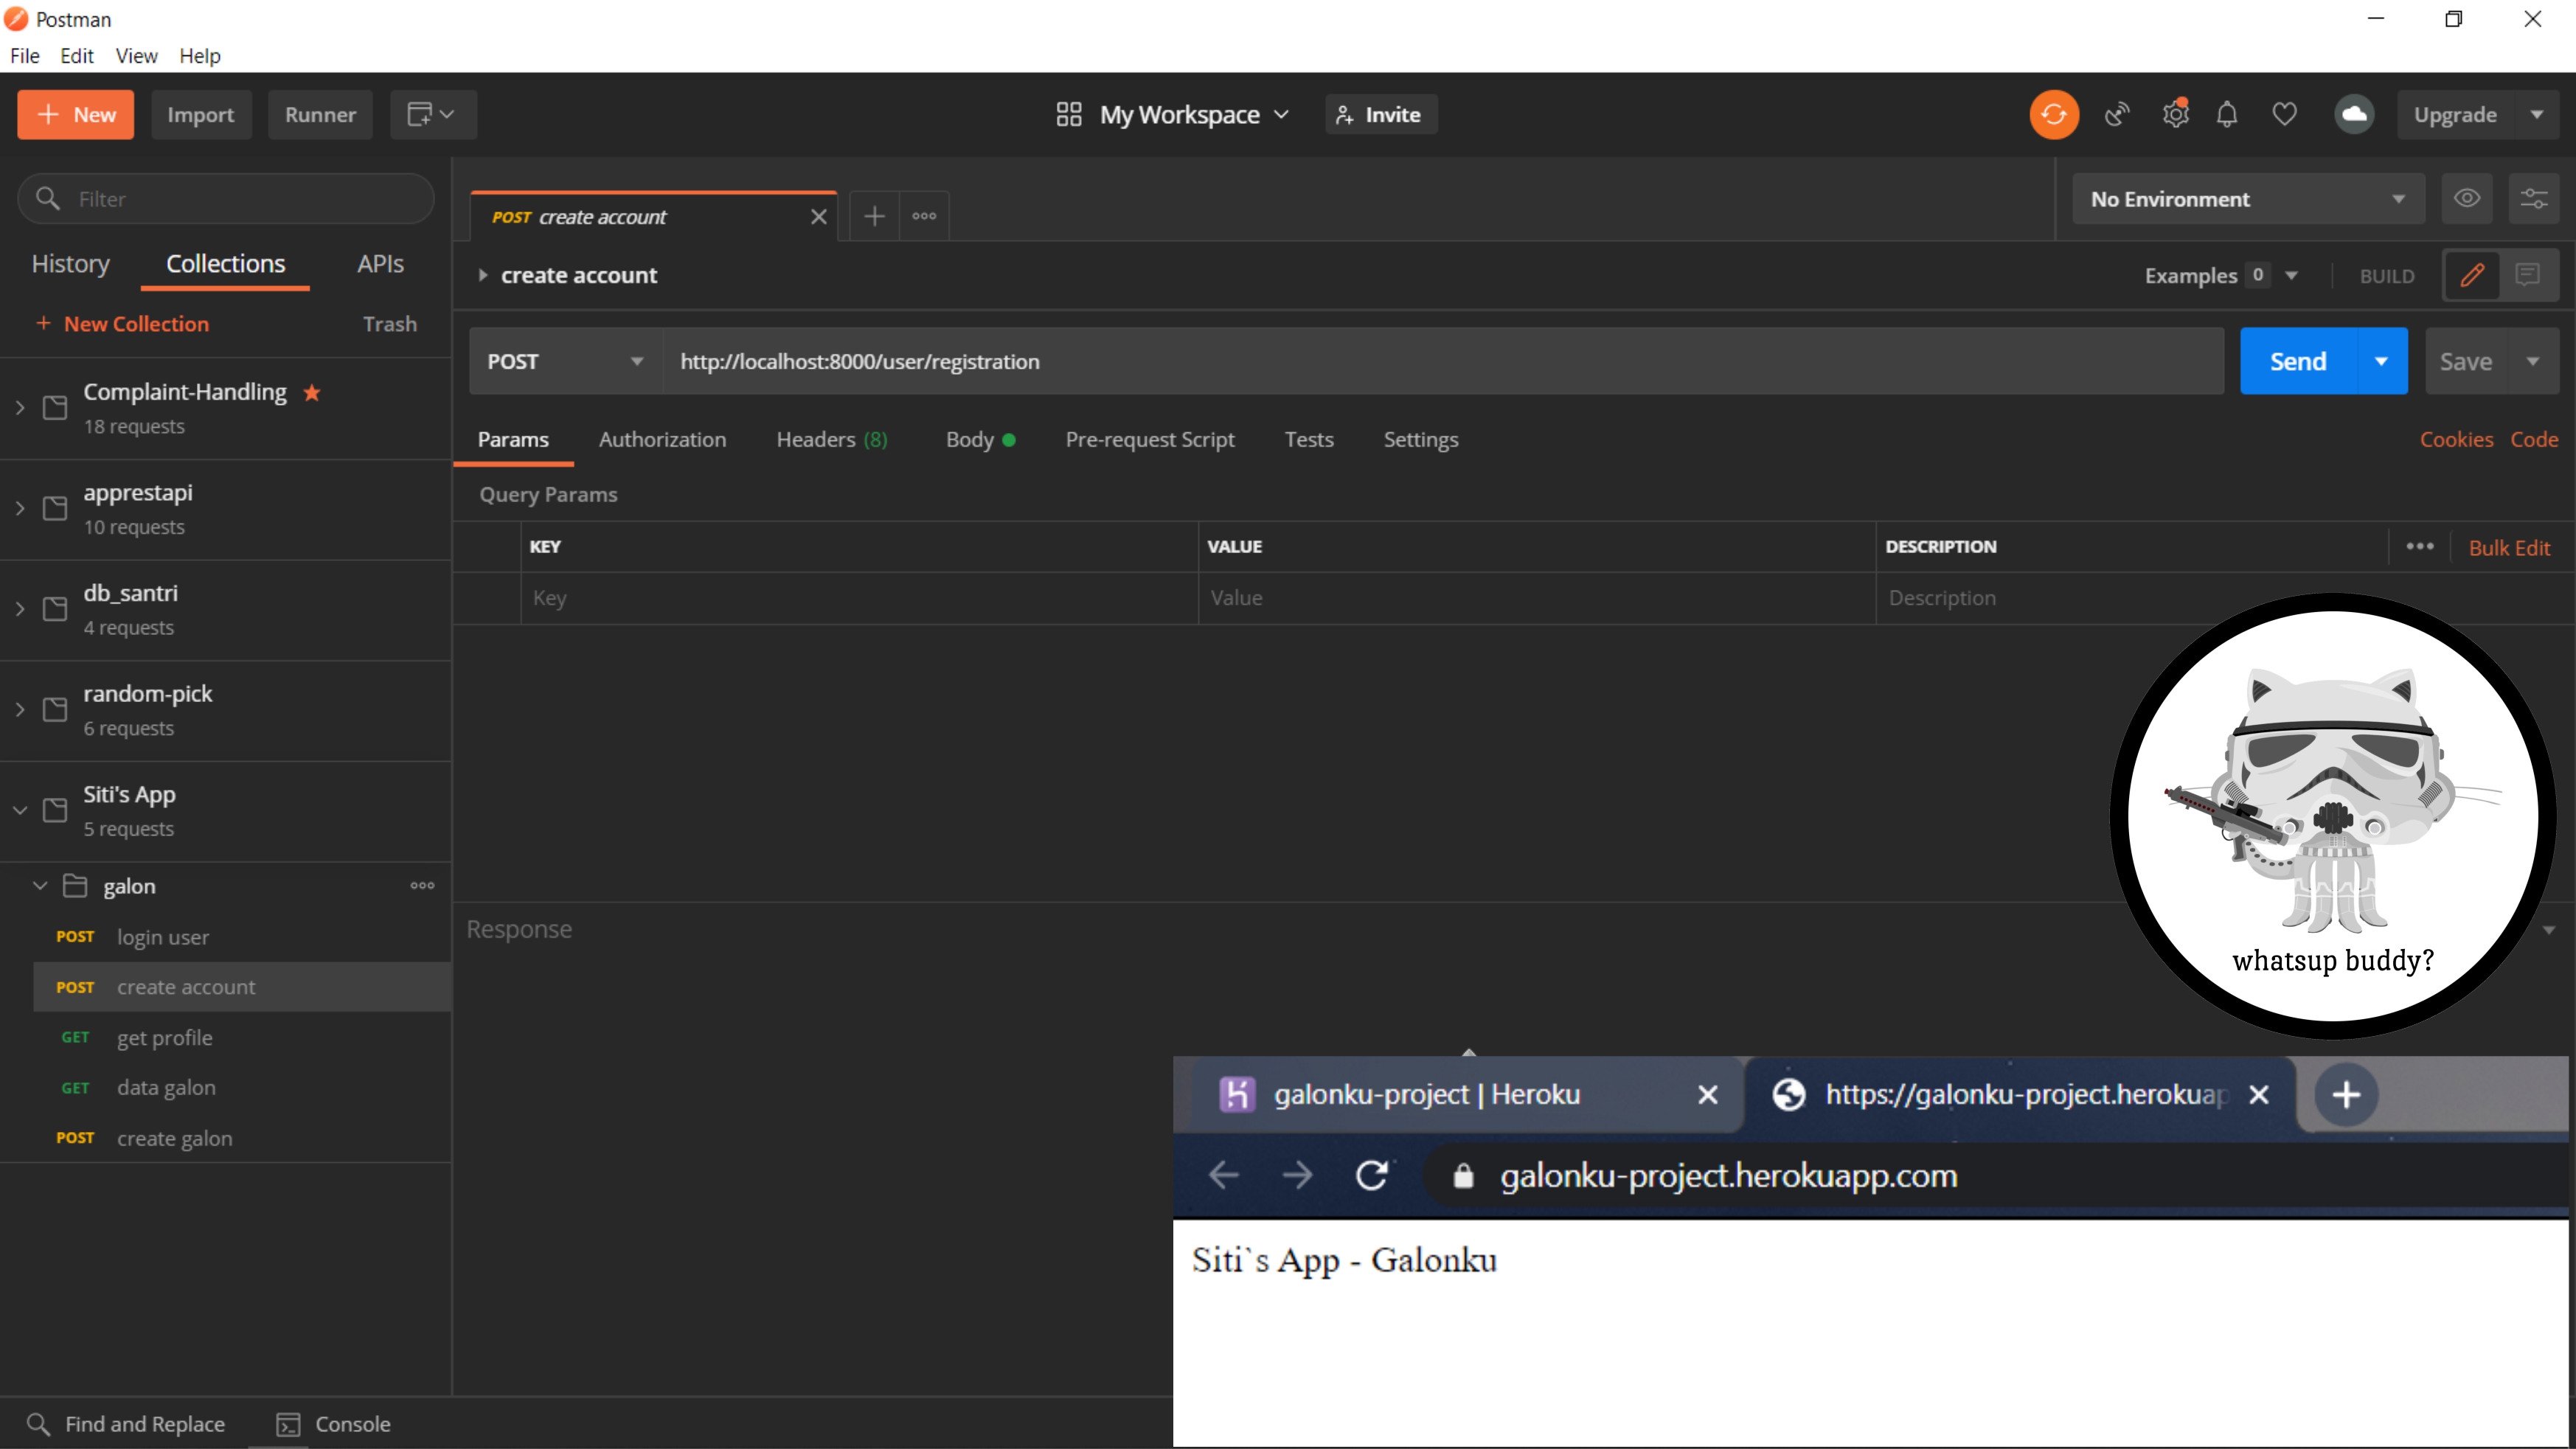 Postman
File Edit View Help
New Import Runner My Workspace Invite Upgrade
Filter
History Collections APIs
New Collection Trash
Complaint-Handling
18 requests
apprestapi
10 requests
db_santri
4 requests
random-pick
6 requests
Siti's App
5 requests
galon
POST login user
POST create account
GET get profile
GET data galon
POST create galon
Find and Replace Console
POST create account
No Environment
create account
Examples 0 BUILD
POST http://localhost:8000/user/registration Send Save
Params Authorization Headers (8) Body Pre-request Script Tests Settings Cookies Code
Query Params
KEY VALUE DESCRIPTION Bulk Edit
Key Value Description
Response
whatsup buddy?
galonku-project | Heroku https://galonku-project.herokuap
galonku-project.herokuapp.com
Siti`s App - Galonku